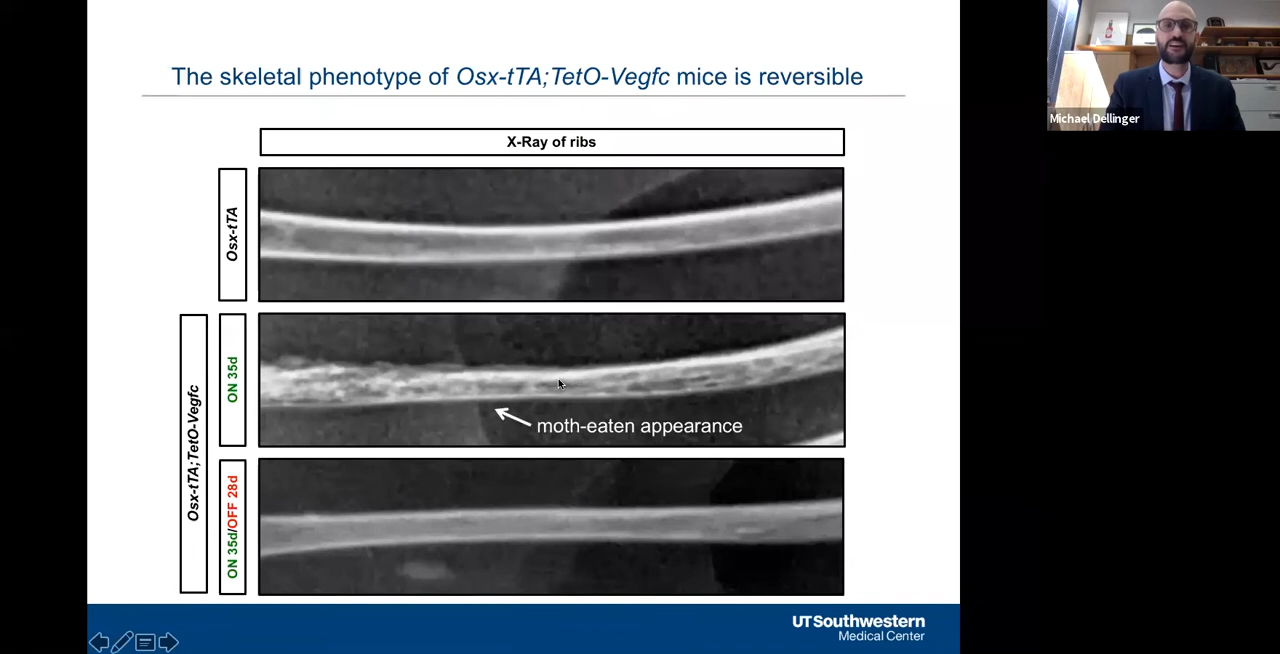 The skeletal phenotype of Osx-tTA;TetO-Vegfc mice is reversible
Michael Dellinger
X-Ray of ribs
Osx-tTA
Osx-tTA;TetO-Vegfc
ON 35d
moth-eaten appearance
ON 35d/OFF 28d
UTSouthwestern
Medical Center